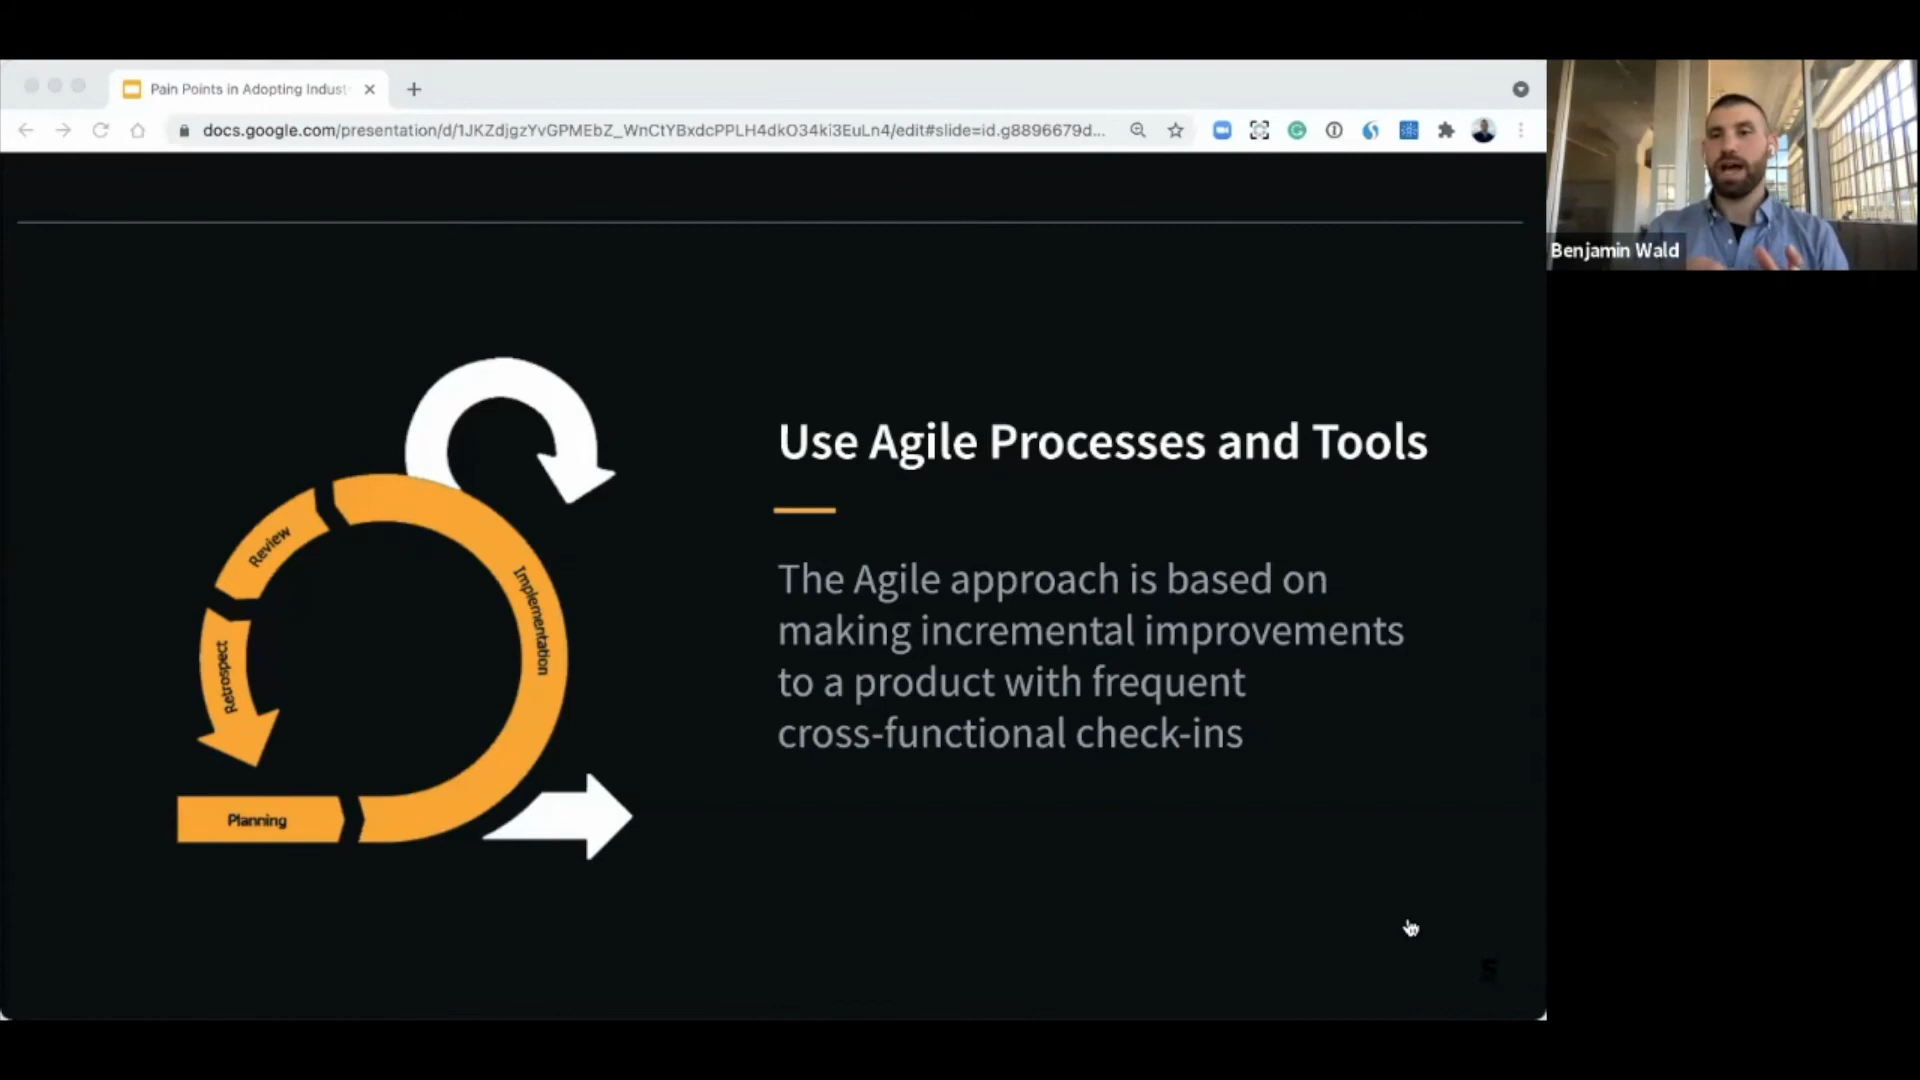 Pain Points in Adopting Indust
docs.google.com/presentation/d/1JKZdjgzYvGPMEbZ_WnCtYBxdcPPLH4dkO34ki3EuLn4/edit#slide=id.g8896679d...
Benjamin Wald
Use Agile Processes and Tools
The Agile approach is based on
making incremental improvements
to a product with frequent
cross-functional check-ins
Review
Implementation
Retrospect
Planning
5